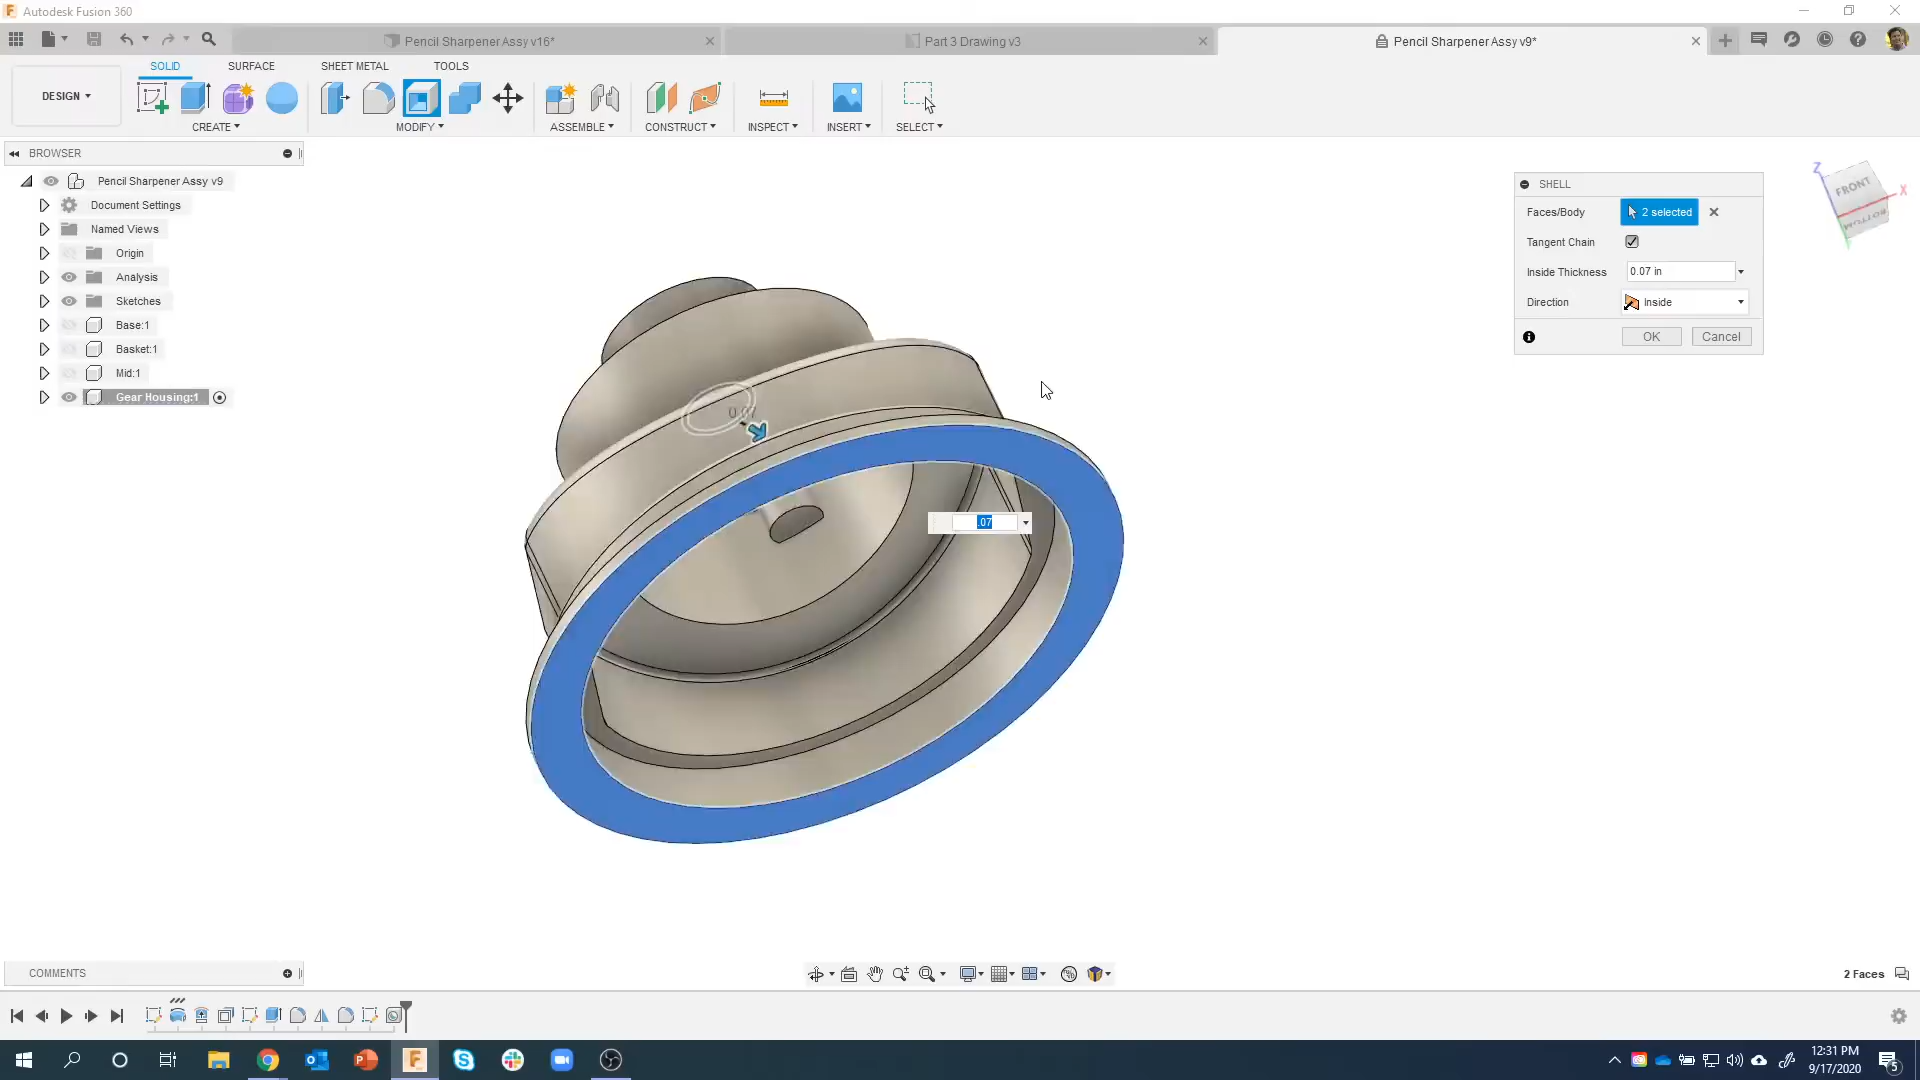 Autodesk Fusion 360
Pencil Sharpener Assy v16*
Part 3 Drawing v3
Pencil Sharpener Assy v9*
DESIGN
SOLID
SURFACE
SHEET METAL
TOOLS
CREATE
MODIFY
ASSEMBLE
CONSTRUCT
INSPECT
INSERT
SELECT
BROWSER
Pencil Sharpener Assy v9
Document Settings
Named Views
Origin
Analysis
Sketches
Base:1
Basket:1
Mid:1
Gear Housing:1
SHELL
Faces/Body
2 selected
Tangent Chain
Inside Thickness
0.07 in
Direction
Inside
OK
Cancel
Z
X
FRONT
BOTTOM
0.07
.07
COMMENTS
2 Faces
12:31 PM
9/17/2020
5